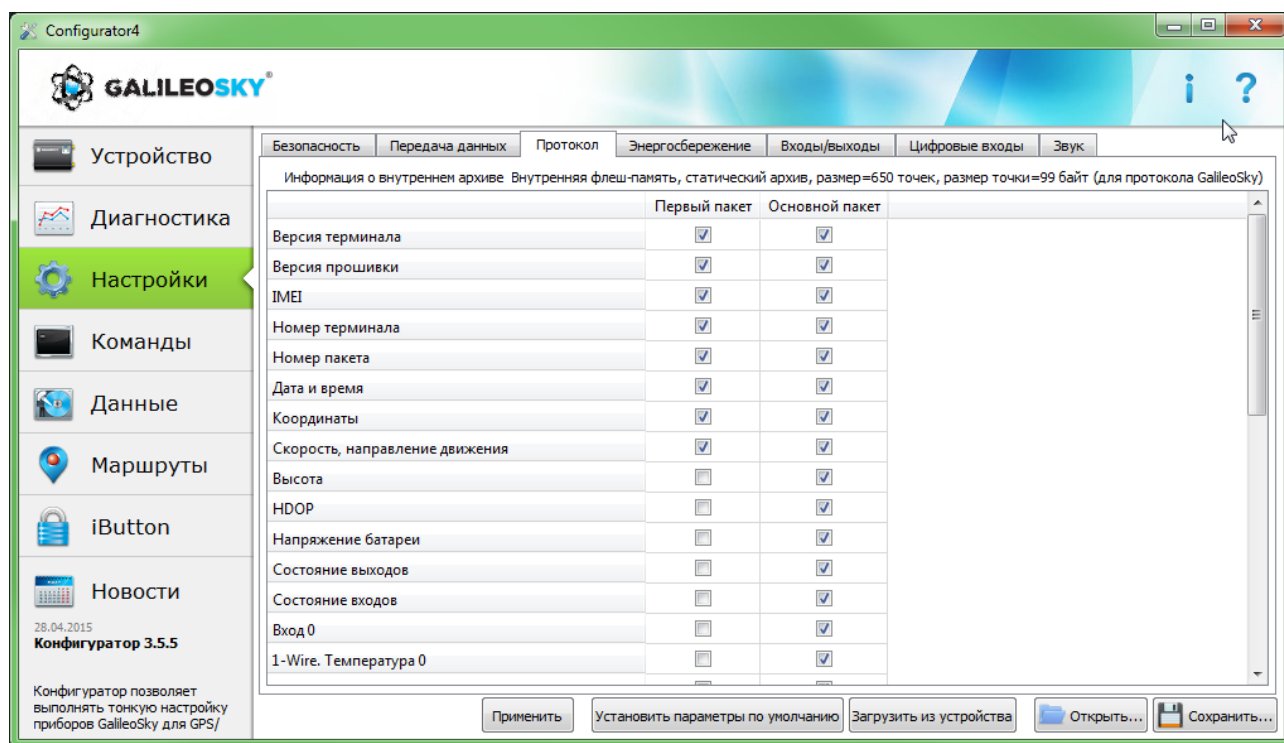 Configurator4
GALILEOSKY®
i ?
Устройство
Диагностика
Настройки
Команды
Данные
Маршруты
iButton
Новости
28.04.2015
Конфигуратор 3.5.5
Конфигуратор позволяет
выполнять тонкую настройку
приборов GalileoSky для GPS/
Безопасность Передача данных Протокол Энергосбережение Входы/выходы Цифровые входы Звук
Информация о внутреннем архиве Внутренняя флеш-память, статический архив, размер=650 точек, размер точки=99 байт (для протокола GalileoSky)
Первый пакет Основной пакет
Версия терминала
Версия прошивки
IMEI
Номер терминала
Номер пакета
Дата и время
Координаты
Скорость, направление движения
Высота
HDOP
Напряжение батареи
Состояние выходов
Состояние входов
Вход 0
1-Wire. Температура 0
Применить Установить параметры по умолчанию Загрузить из устройства Открыть... Сохранить...